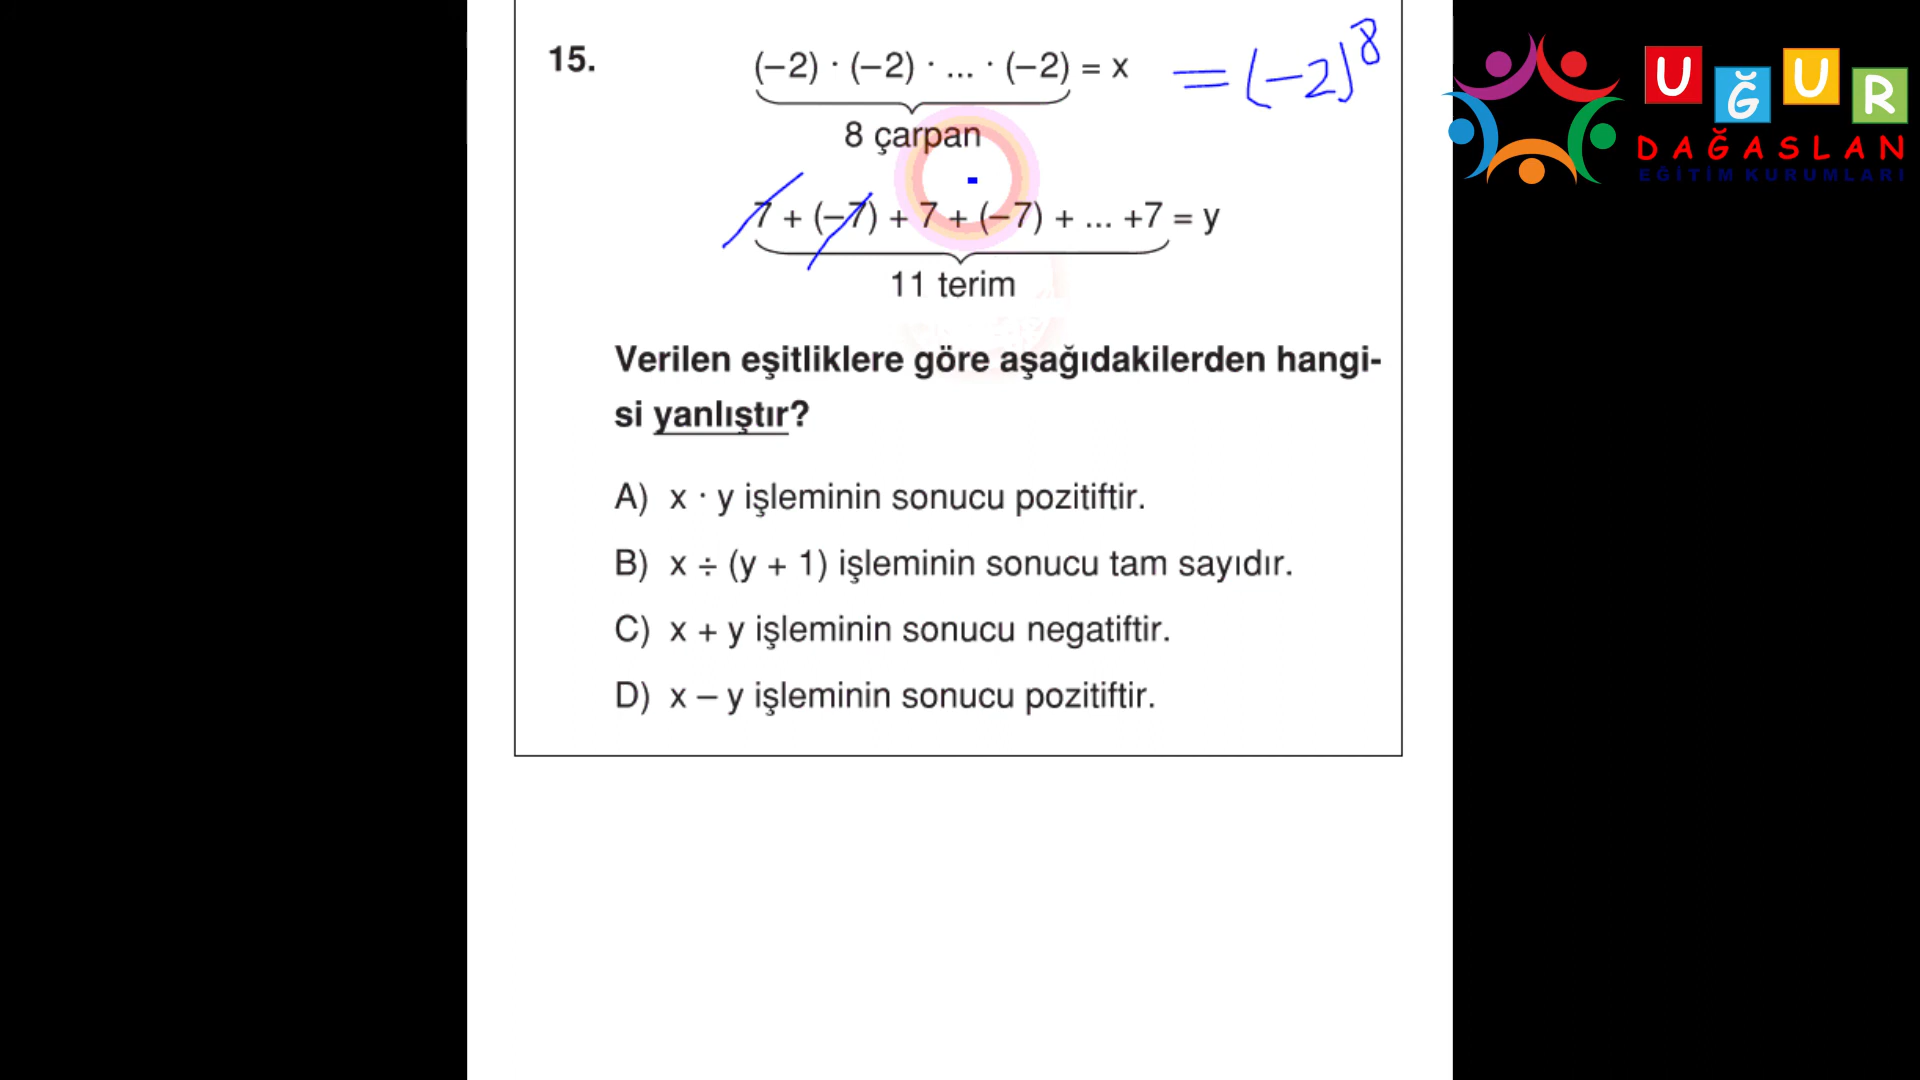 15.
(−2) · (−2) · ... · (−2) = x = (−2)⁸
8 çarpan
7 + (−7) + 7 + (−7) + ... +7 = y
11 terim
Verilen eşitliklere göre aşağıdakilerden hangi-
si yanlıştır?
A) x · y işleminin sonucu pozitiftir.
B) x ÷ (y + 1) işleminin sonucu tam sayıdır.
C) x + y işleminin sonucu negatiftir.
D) x − y işleminin sonucu pozitiftir.
UĞUR
DAĞASLAN
EĞİTİM KURUMLARI